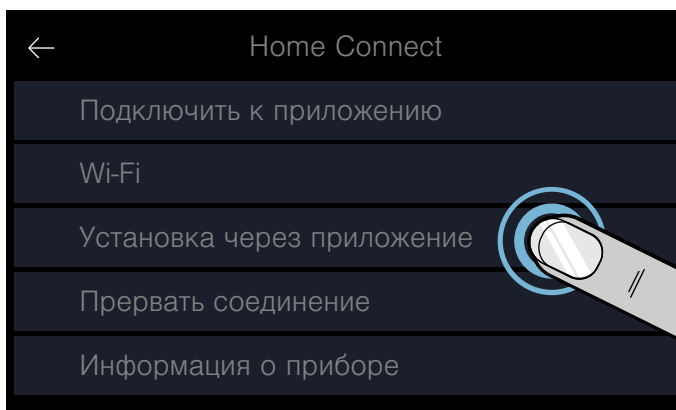 Home Connect
Подключить к приложению
Wi-Fi
Установка через приложение
Прервать соединение
Информация о приборе